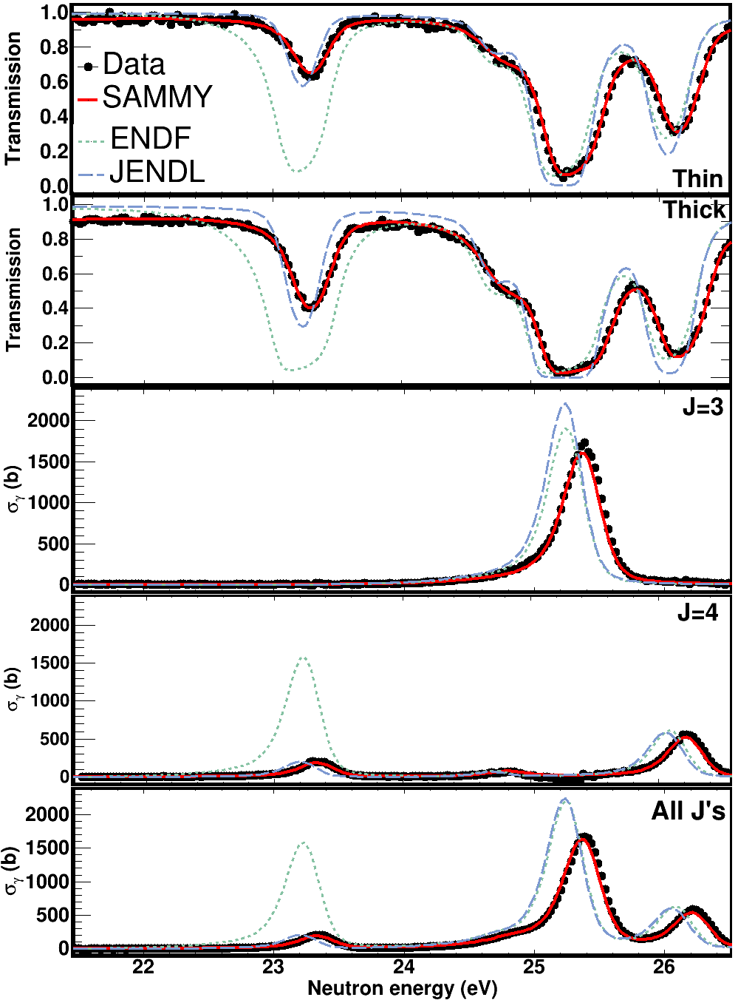 Transmission
1.0
0.8
0.6
0.4
0.2
0.0
Data
SAMMY
ENDF
JENDL
Thin
Transmission
1.0
0.8
0.6
0.4
0.2
0.0
Thick
σγ (b)
2000
1500
1000
500
0
J=3
σγ (b)
2000
1500
1000
500
0
J=4
σγ (b)
2000
1500
1000
500
0
All J's
22 23 24 25 26
Neutron energy (eV)